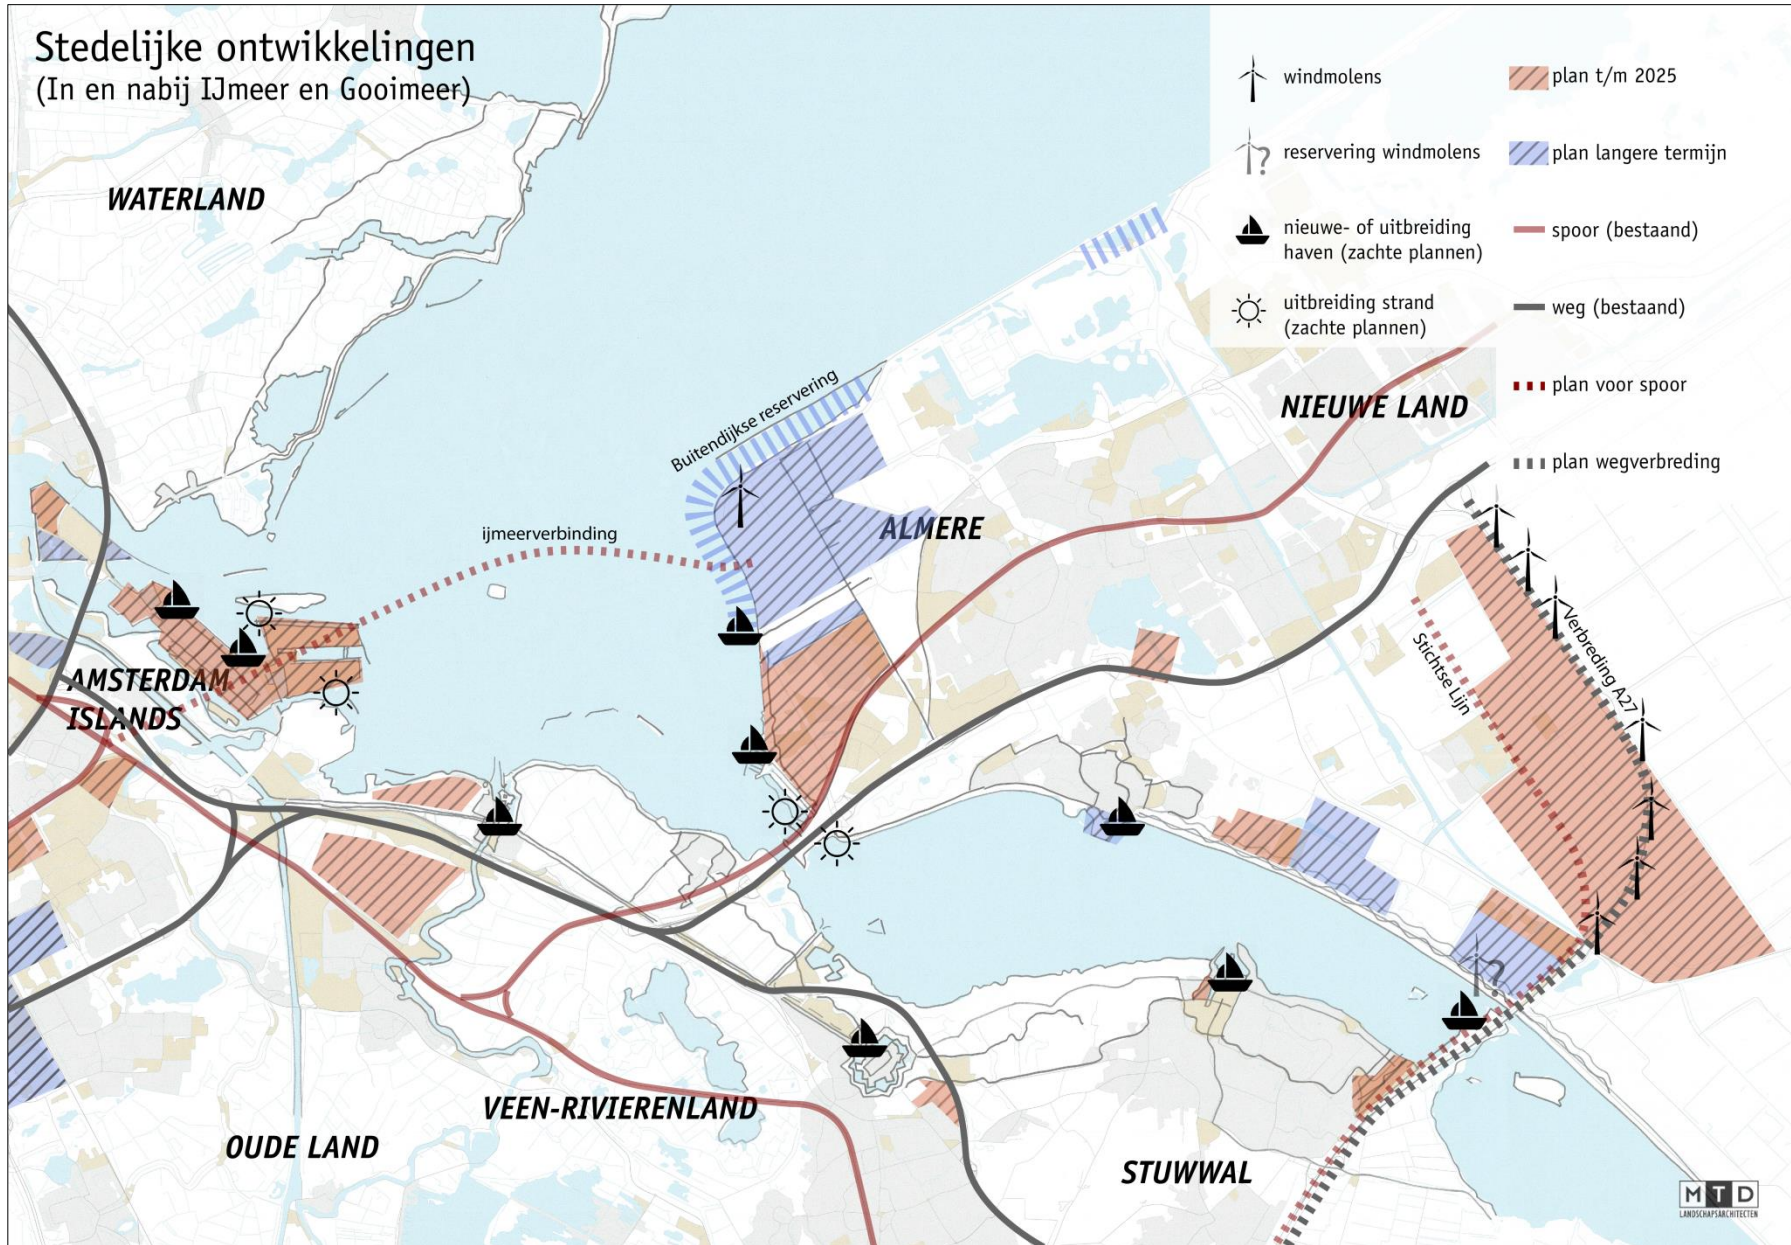 Stedelijke ontwikkelingen
(In en nabij IJmeer en Gooimeer)
windmolens
reservering windmolens
?
nieuwe- of uitbreiding
haven (zachte plannen)
uitbreiding strand
(zachte plannen)
plan t/m 2025
plan langere termijn
spoor (bestaand)
weg (bestaand)
plan voor spoor
plan wegverbreding
WATERLAND
NIEUWE LAND
Buitendijkse reservering
ijmeerverbinding
ALMERE
AMSTERDAM
ISLANDS
Stichtse Lijn
Verbreding A27
?
VEEN-RIVIERENLAND
OUDE LAND
STUWWAL
MTD
LANDSCHAPSARCHITECTEN